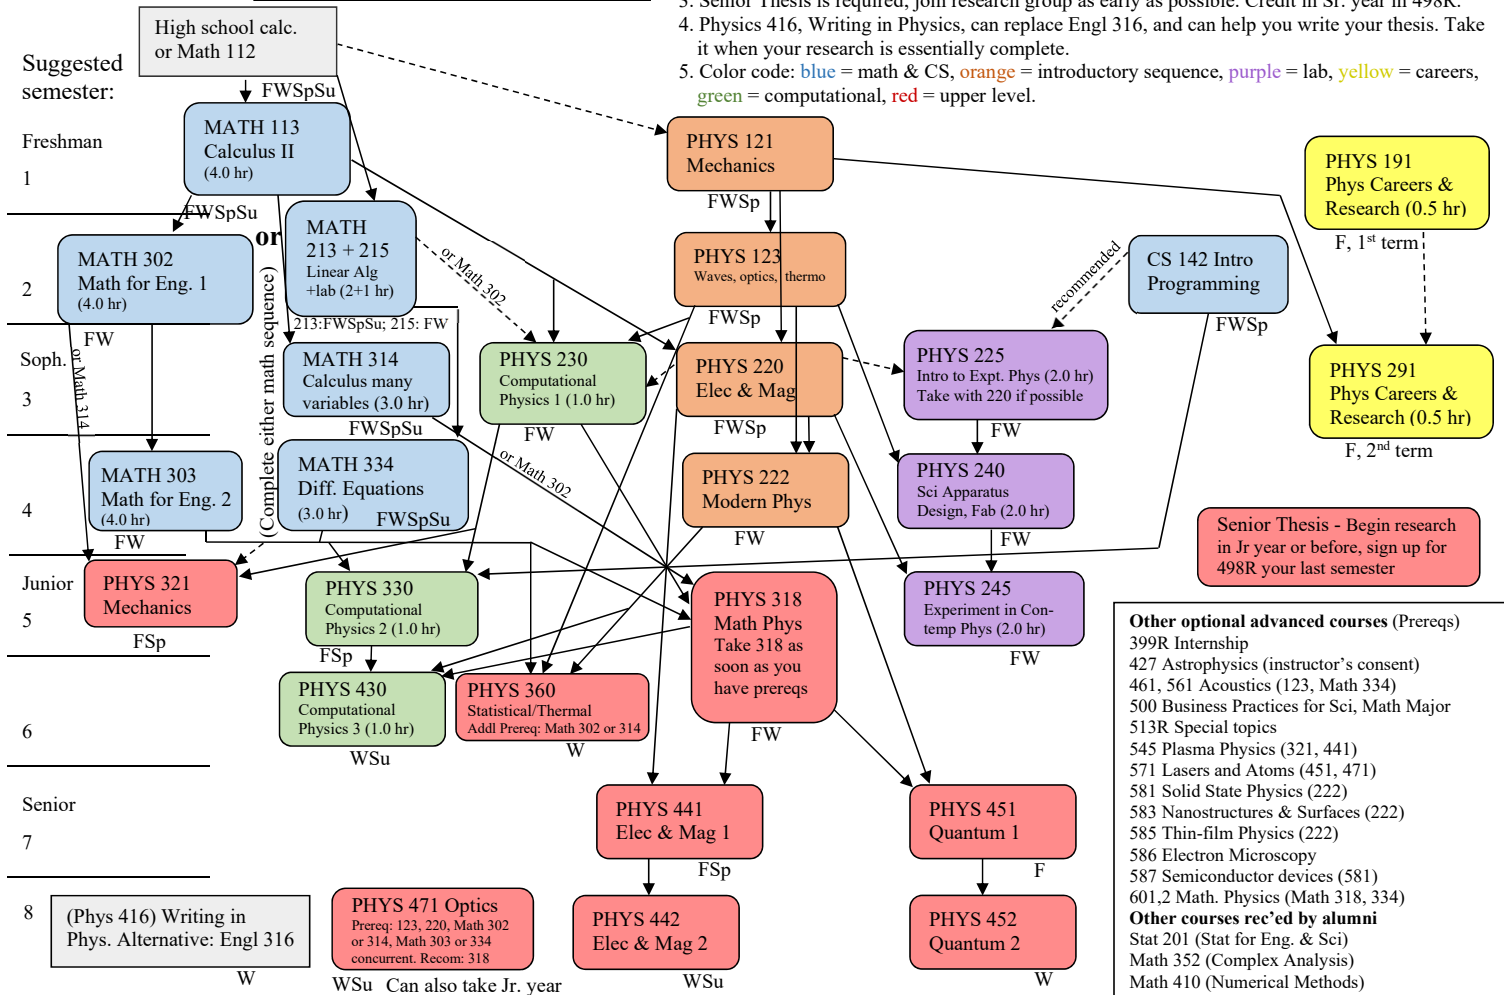 3. Senior Thesis is required, join research group as early as possible. Credit in Sr. year in 498R.
4. Physics 416, Writing in Physics, can replace Engl 316, and can help you write your thesis. Take
it when your research is essentially complete.
5. Color code: blue = math & CS, orange = introductory sequence, purple = lab, yellow = careers,
green = computational, red = upper level.
High school calc.
or Math 112
Suggested
semester:
FWSpSu
Freshman
1
MATH 113
Calculus II
(4.0 hr)
FWSpSu
PHYS 121
Mechanics
FWSp
PHYS 191
Phys Careers &
Research (0.5 hr)
F, 1st term
or
2
MATH 302
Math for Eng. 1
(4.0 hr)
FW
MATH
213 + 215
Linear Alg
+lab (2+1 hr)
213:FWSpSu; 215: FW
or Math 302
PHYS 123
Waves, optics, thermo
FWSp
recommended
CS 142 Intro
Programming
FWSp
(Complete either math sequence)
Soph.
3
or Math 314
MATH 314
Calculus many
variables (3.0 hr)
FWSpSu
PHYS 230
Computational
Physics 1 (1.0 hr)
FW
PHYS 220
Elec & Mag
FWSp
PHYS 225
Intro to Expt. Phys (2.0 hr)
Take with 220 if possible
FW
PHYS 291
Phys Careers &
Research (0.5 hr)
F, 2nd term
4
MATH 303
Math for Eng. 2
(4.0 hr)
FW
MATH 334
Diff. Equations
(3.0 hr)
FWSpSu
or Math 302
PHYS 222
Modern Phys
FW
PHYS 240
Sci Apparatus
Design, Fab (2.0 hr)
FW
Senior Thesis - Begin research
in Jr year or before, sign up for
498R your last semester
Junior
5
PHYS 321
Mechanics
FSp
PHYS 330
Computational
Physics 2 (1.0 hr)
FSp
PHYS 318
Math Phys
Take 318 as
soon as you
have prereqs
FW
PHYS 245
Experiment in Con-
temp Phys (2.0 hr)
FW
6
PHYS 430
Computational
Physics 3 (1.0 hr)
WSu
PHYS 360
Statistical/Thermal
Addl Prereq: Math 302 or 314
W
Senior
7
PHYS 441
Elec & Mag 1
FSp
PHYS 451
Quantum 1
F
8
(Phys 416) Writing in
Phys. Alternative: Engl 316
W
PHYS 471 Optics
Prereq: 123, 220, Math 302
or 314, Math 303 or 334
concurrent. Recom: 318
WSu Can also take Jr. year
PHYS 442
Elec & Mag 2
WSu
PHYS 452
Quantum 2
W
Other optional advanced courses (Prereqs)
399R Internship
427 Astrophysics (instructor's consent)
461, 561 Acoustics (123, Math 334)
500 Business Practices for Sci, Math Major
513R Special topics
545 Plasma Physics (321, 441)
571 Lasers and Atoms (451, 471)
581 Solid State Physics (222)
583 Nanostructures & Surfaces (222)
585 Thin-film Physics (222)
586 Electron Microscopy
587 Semiconductor devices (581)
601,2 Math. Physics (Math 318, 334)
Other courses rec'ed by alumni
Stat 201 (Stat for Eng. & Sci)
Math 352 (Complex Analysis)
Math 410 (Numerical Methods)